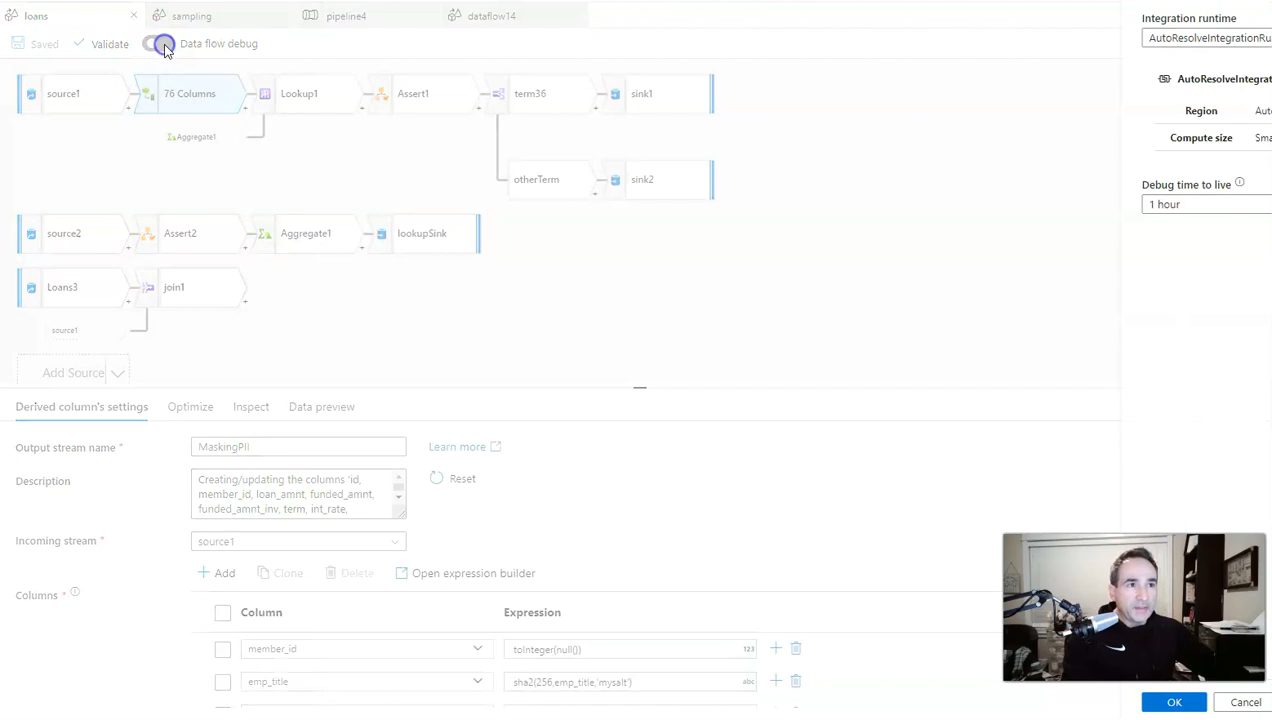 loans
sampling
pipeline4
dataflow14
Integration runtime
Saved
Validate
Data flow debug
AutoResolveIntegrationRu
source1
76 Columns
Lookup1
Assert1
term36
sink1
AutoResolveIntegrat
Region
Aut
Aggregate1
Compute size
Sma
otherTerm
sink2
Debug time to live
1 hour
source2
Assert2
Aggregate1
lookupSink
Loans3
join1
source1
Add Source
Derived column's settings
Optimize
Inspect
Data preview
Output stream name *
MaskingPII
Learn more
Description
Creating/updating the columns 'id,
member_id, loan_amnt, funded_amnt,
funded_amnt_inv, term, int_rate,
Reset
Incoming stream *
source1
Add
Clone
Delete
Open expression builder
Columns *
Column
Expression
member_id
toInteger(null())
123
emp_title
sha2(256,emp_title,'mysalt')
abc
OK
Cancel